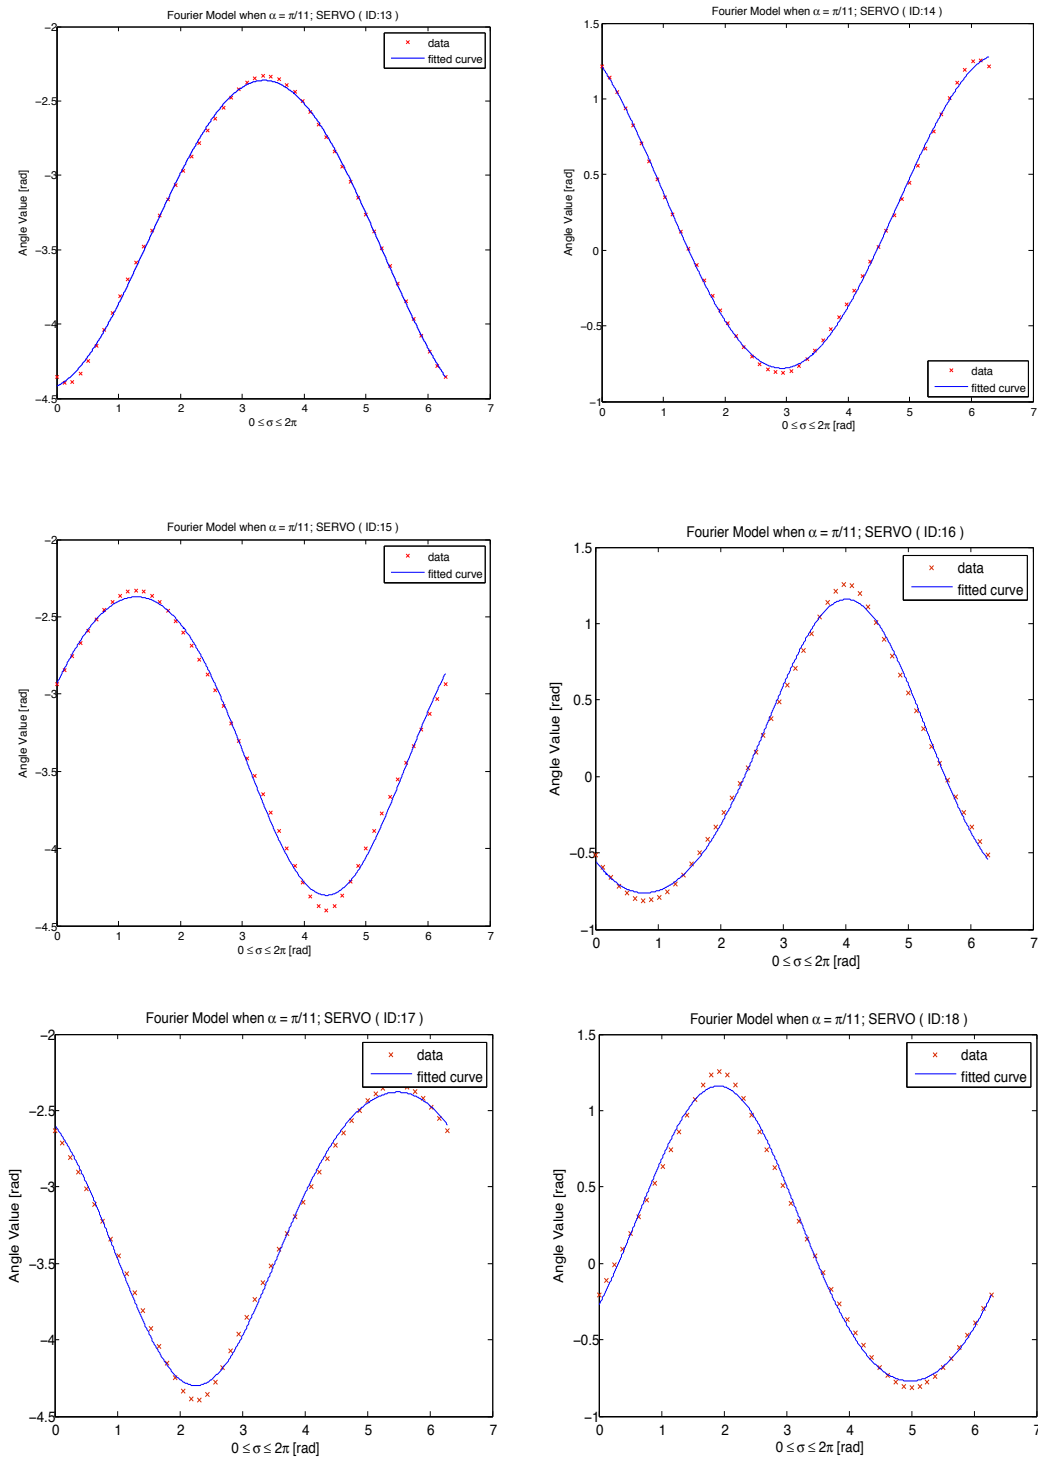 Fourier Model when α = π/11; SERVO ( ID:13 )
data
fitted curve
Angle Value [rad]
−2
−2.5
−3
−3.5
−4
−4.5
0 1 2 3 4 5 6 7
0 ≤ σ ≤ 2π
Fourier Model when α = π/11; SERVO ( ID:14 )
data
fitted curve
Angle Value [rad]
1.5
1
0.5
0
−0.5
−1
0 1 2 3 4 5 6 7
0 ≤ σ ≤ 2π [rad]
Fourier Model when α = π/11; SERVO ( ID:15 )
data
fitted curve
Angle Value [rad]
−2
−2.5
−3
−3.5
−4
−4.5
0 1 2 3 4 5 6 7
0 ≤ σ ≤ 2π [rad]
Fourier Model when α = π/11; SERVO ( ID:16 )
data
fitted curve
Angle Value [rad]
1.5
1
0.5
0
−0.5
−1
0 1 2 3 4 5 6 7
0 ≤ σ ≤ 2π [rad]
Fourier Model when α = π/11; SERVO ( ID:17 )
data
fitted curve
Angle Value [rad]
−2
−2.5
−3
−3.5
−4
−4.5
0 1 2 3 4 5 6 7
0 ≤ σ ≤ 2π [rad]
Fourier Model when α = π/11; SERVO ( ID:18 )
data
fitted curve
Angle Value [rad]
1.5
1
0.5
0
−0.5
−1
0 1 2 3 4 5 6 7
0 ≤ σ ≤ 2π [rad]